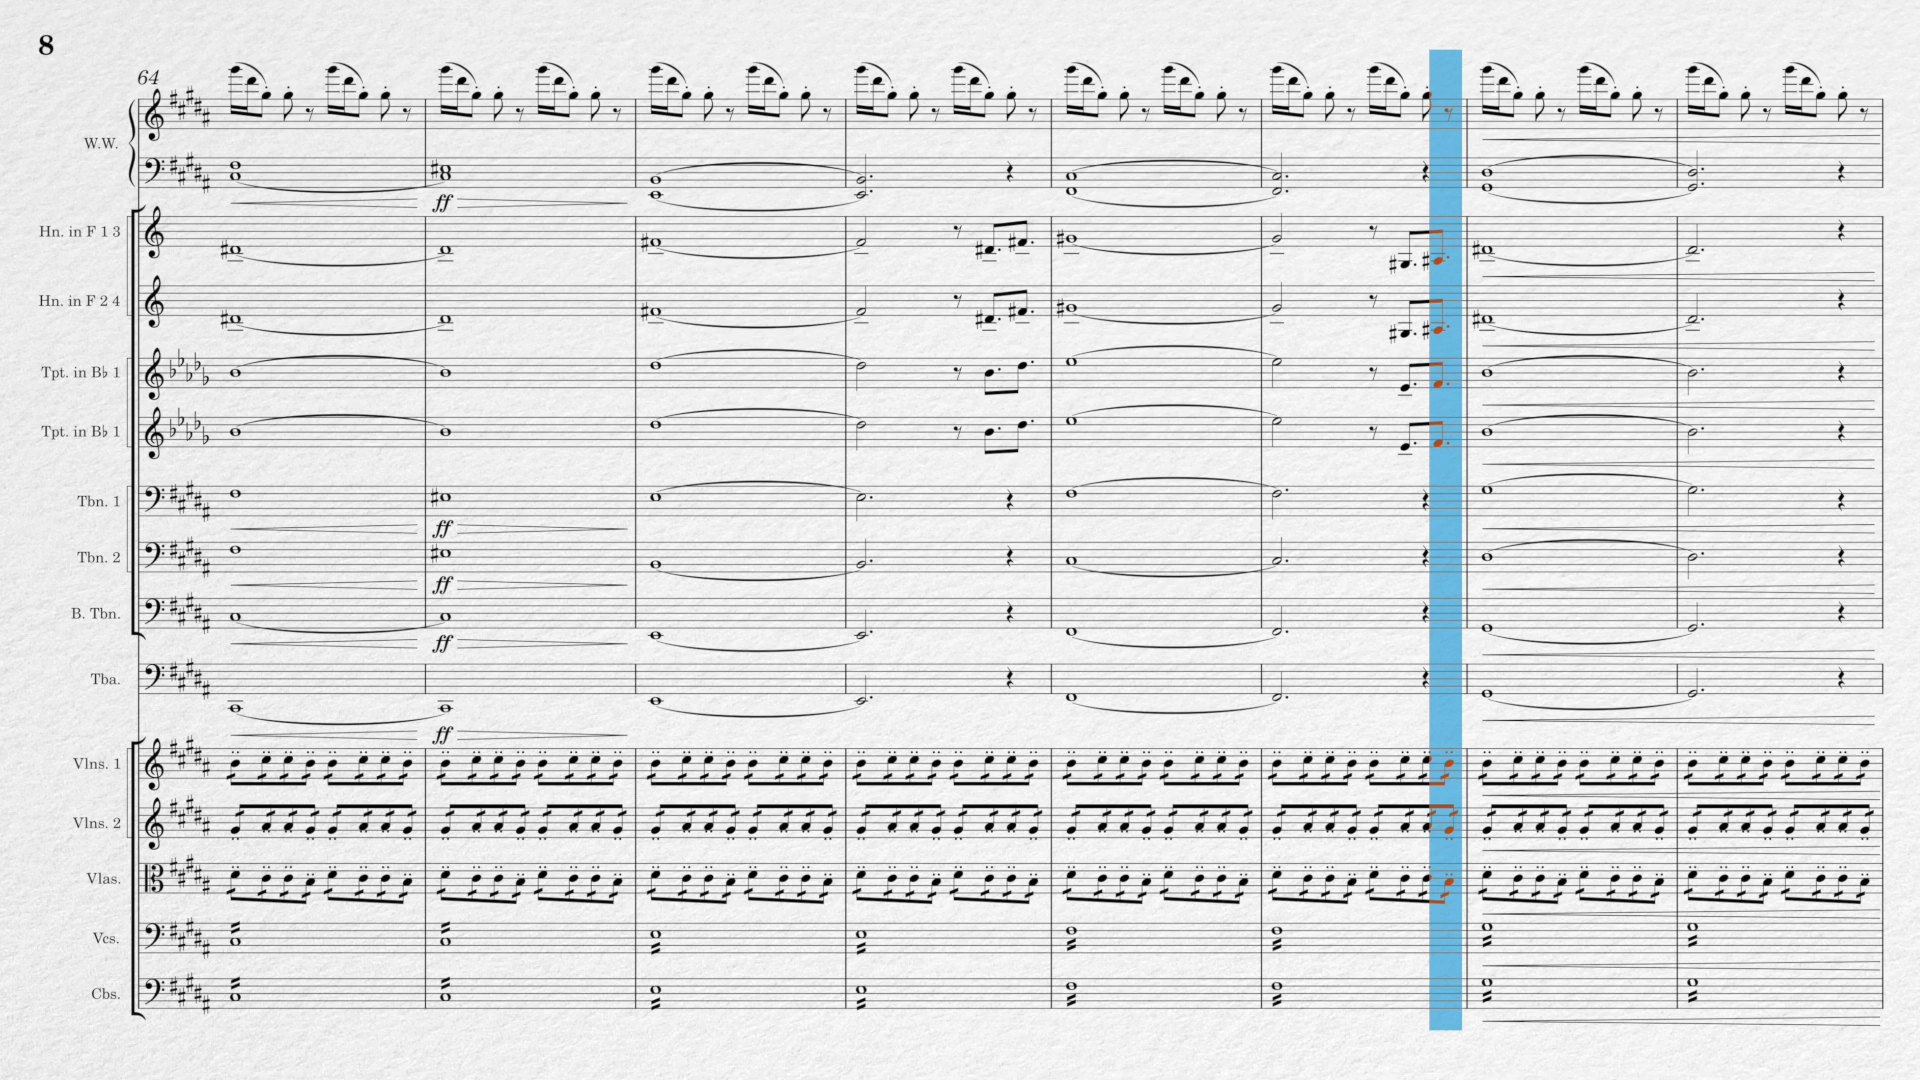 8
64
W.W.
ff
Hn. in F 1 3
Hn. in F 2 4
Tpt. in B♭ 1
Tpt. in B♭ 1
Tbn. 1
ff
Tbn. 2
ff
B. Tbn.
ff
Tba.
ff
Vlns. 1
Vlns. 2
Vlas.
Vcs.
Cbs.